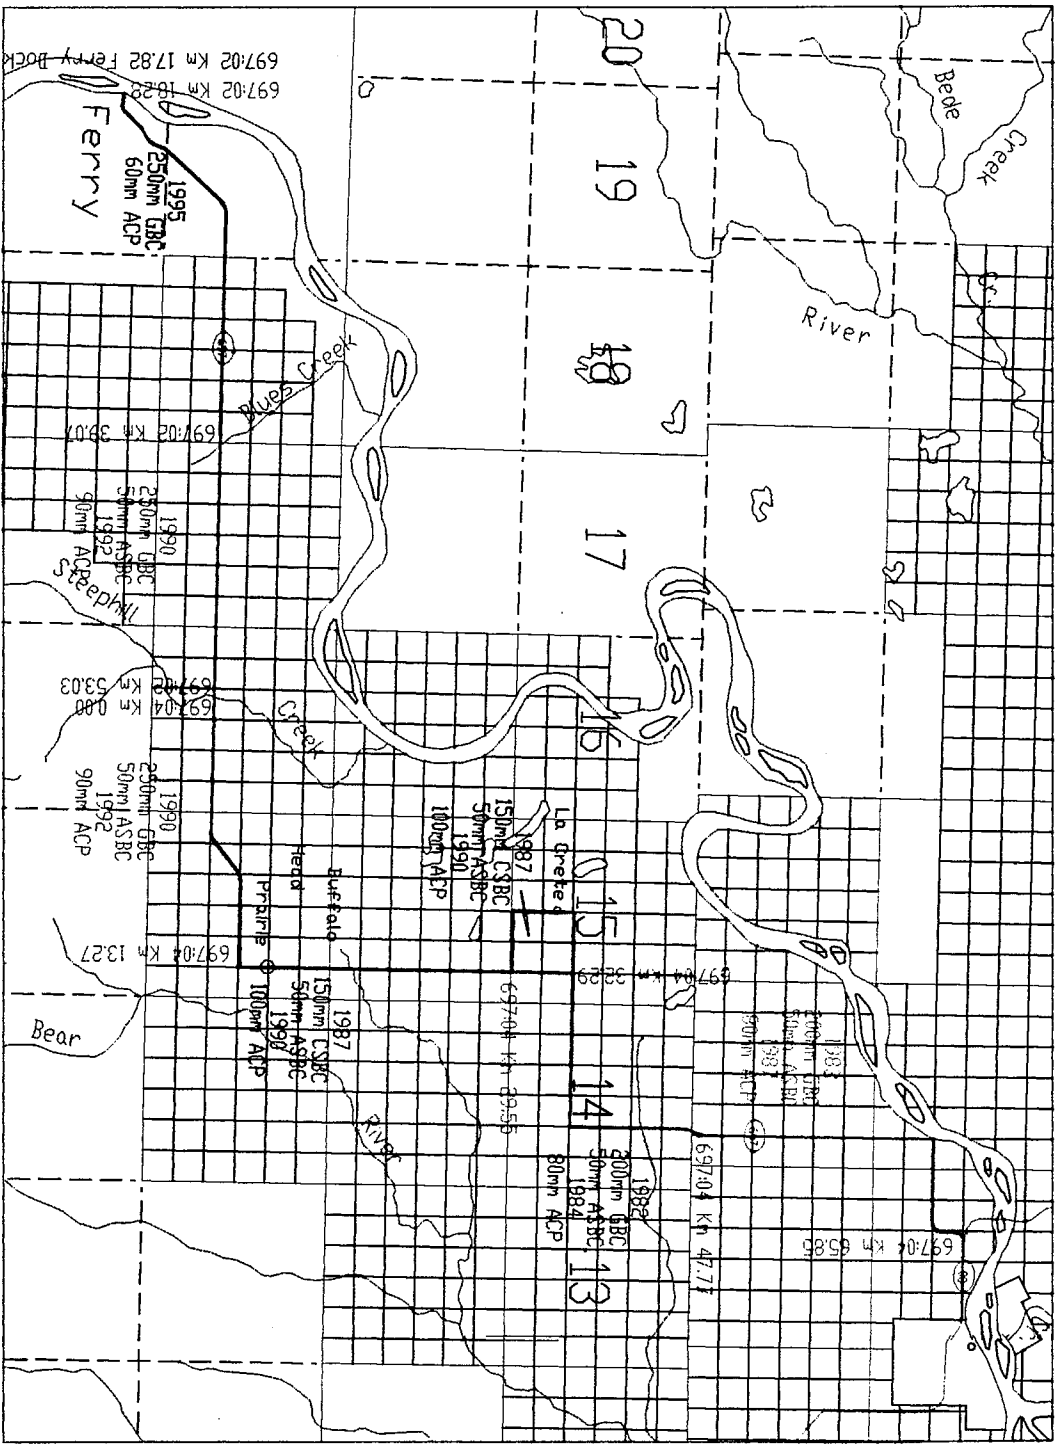 697:02 Km 17.82 Ferry Dock
697:02 Km 18.28
Ferry
1995
250mm GBC
60mm ACP
20
19
18
17
16
15
14
13
Bede
Creek
Cr.
River
Blues Creek
697:02 Km 39.07
1990
250mm GBC
50mm ASBC
1992
90mm ACP
Steephill
Creek
697:02 Km 53.03
697:04 Km 0.00
1990
250mm GBC
50mm ASBC
1992
90mm ACP
La Crete
1987
150mm CSBC
50mm ASBC
1990
100mm ACP
Buffalo
Head
Prairie
697:04 Km 13.27
1987
150mm CSBC
50mm ASBC
1990
100mm ACP
Bear
River
697:04 Km 29.55
697:04 Km 32.29
1982
200mm GBC
50mm ASBC
1984
80mm ACP
697:04 Km 47.77
697:04 Km 65.85